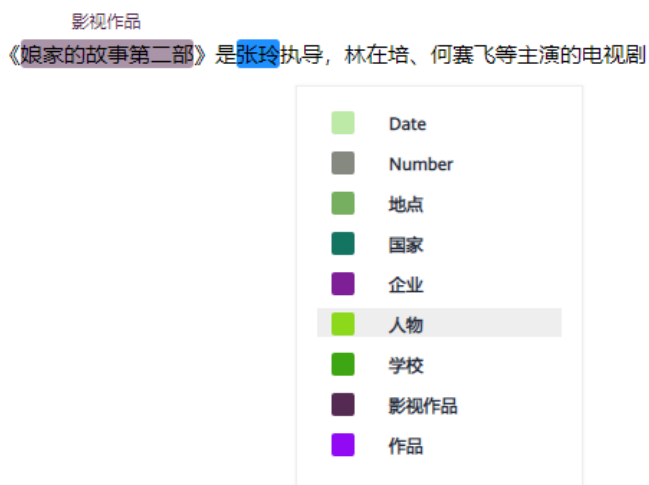 影视作品
《娘家的故事第二部》是张玲执导，林在培、何赛飞等主演的电视剧
Date
Number
地点
国家
企业
人物
学校
影视作品
作品